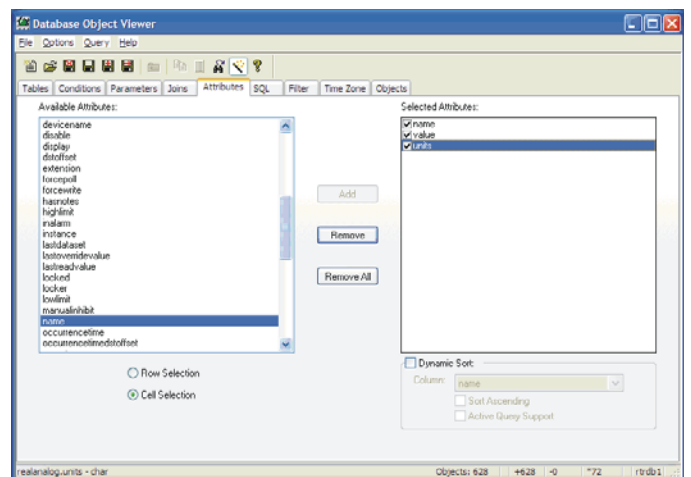 Database Object Viewer
File Options Query Help
Tables Conditions Parameters Joins Attributes SQL Filter Time Zone Objects
Available Attributes:
devicename
disable
display
dstoffset
extension
forcepoll
forcewrite
hasnotes
highlimit
inalarm
instance
lastdataset
lastoverridevalue
lastreadvalue
locked
locker
lowlimit
manualinhibit
name
occurrencetime
occurrencetimedstoffset
Row Selection
Cell Selection
Add
Remove
Remove All
Selected Attributes:
name
value
units
Dynamic Sort:
Column: name
Sort Ascending
Active Query Support
realanalog.units - char Objects: 628 +628 -0 *72 rtrdb1